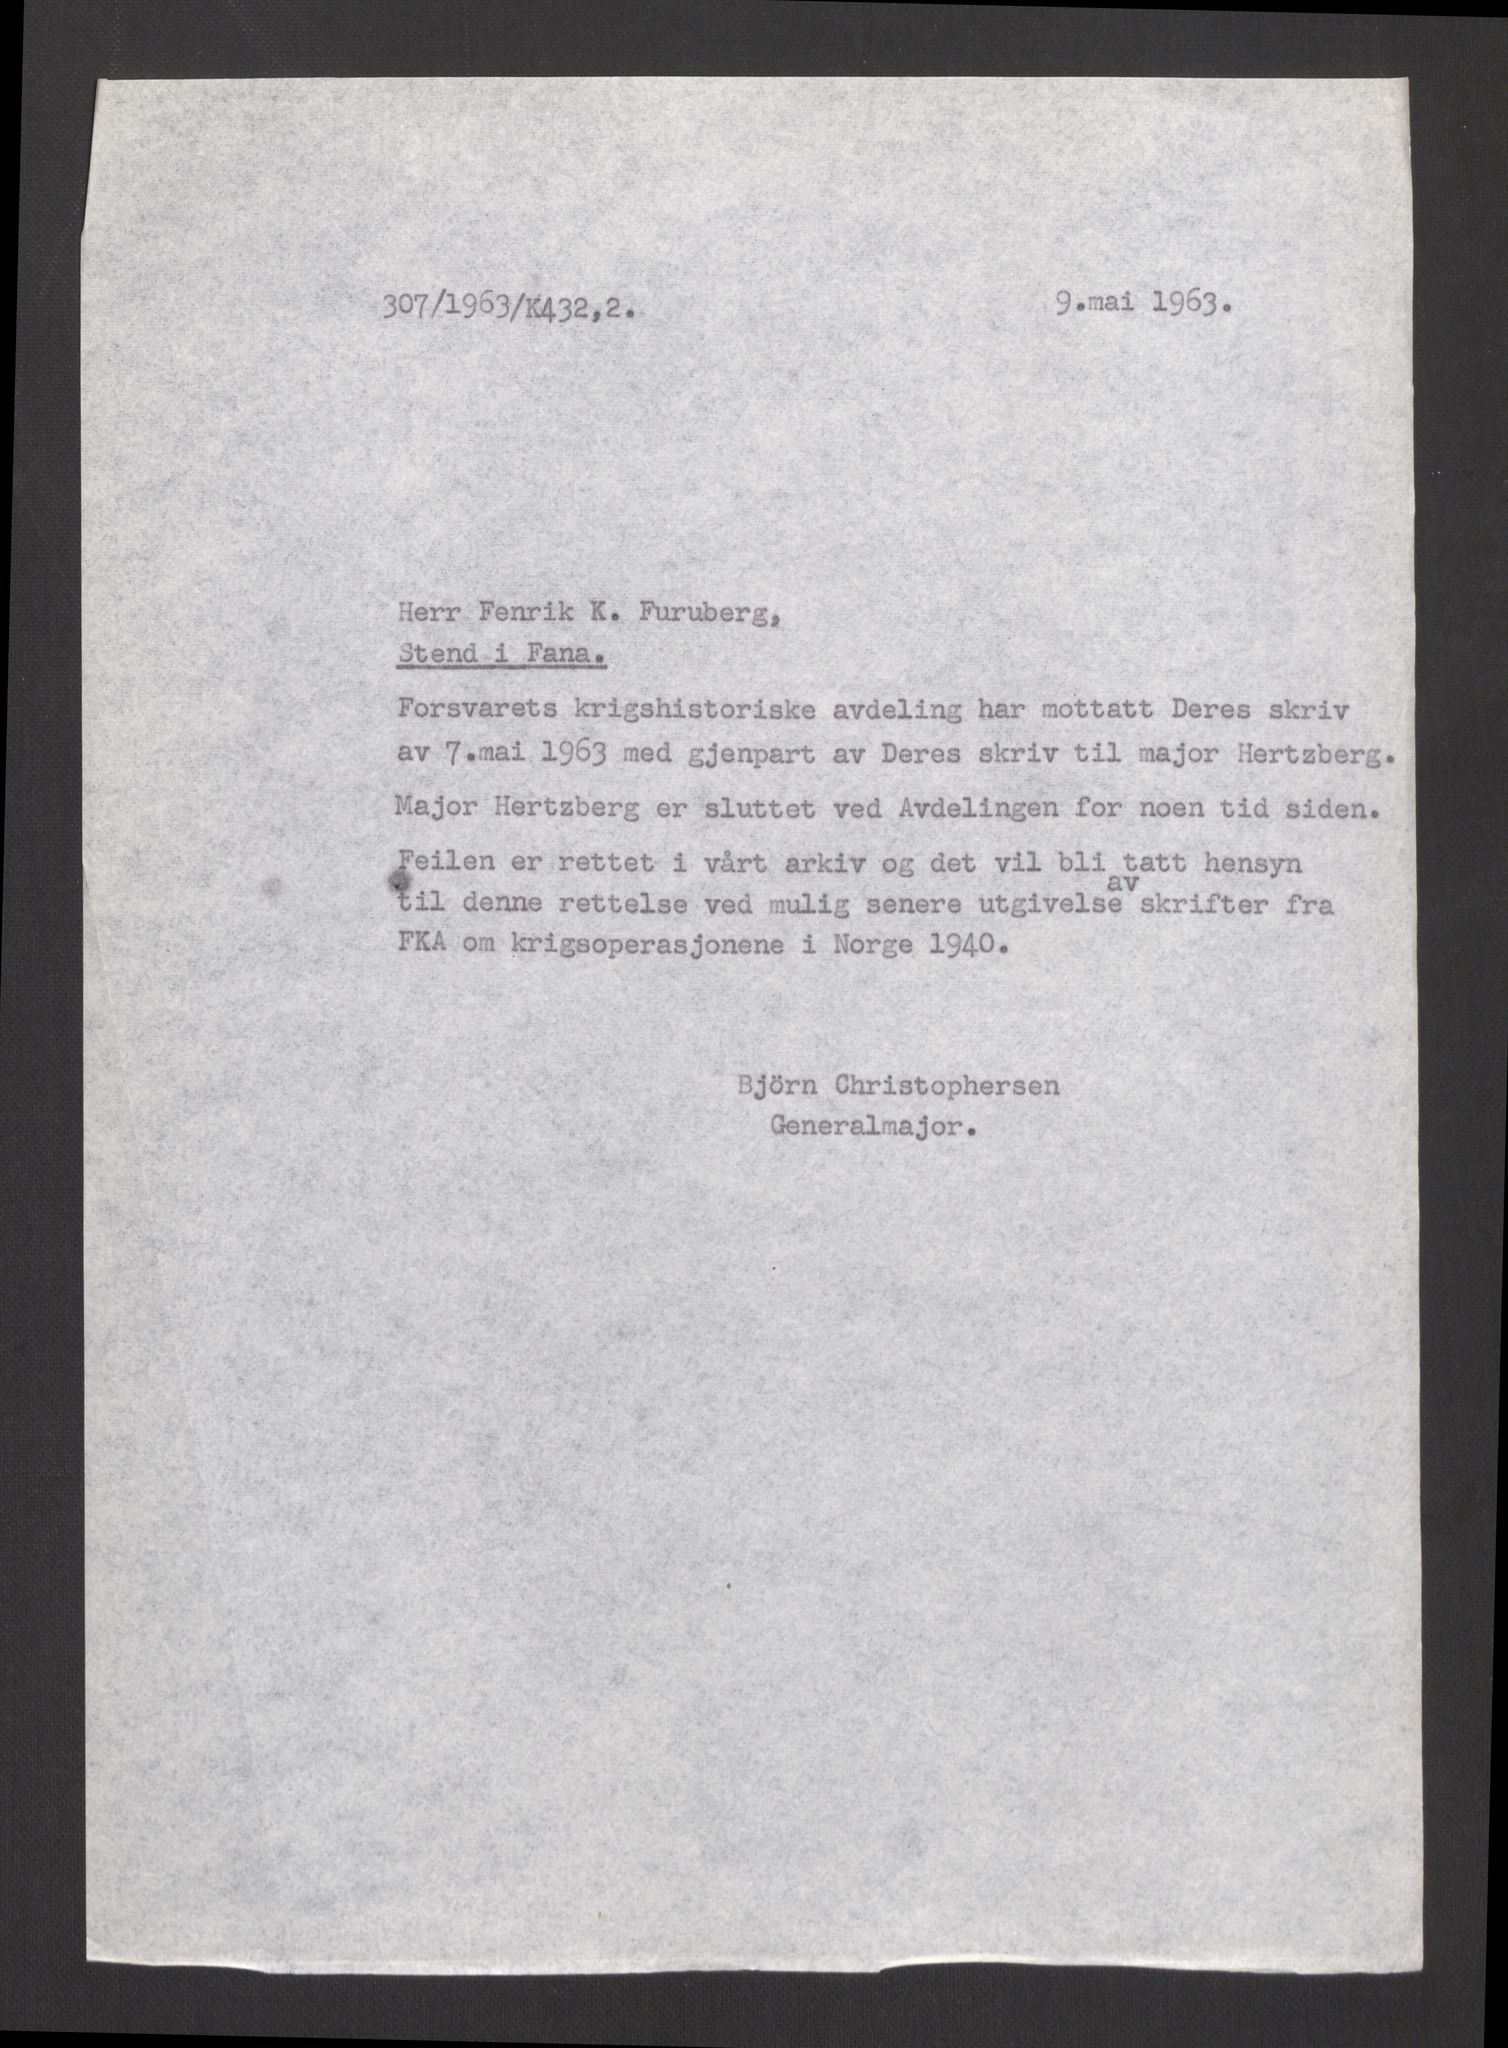 307/1963/K432,2.
9.mai 1963.
Herr Fenrik K. Furuberg,
Stend i Fana.
Forsvarets krigshistoriske avdeling har mottatt Deres skriv
av 7.mai 1963 med gjenpart av Deres skriv til major Hertzberg.
Major Hertzberg er sluttet ved Avdelingen for noen tid siden.
Feilen er rettet i vårt arkiv og det vil bli tatt hensyn
til denne rettelse ved mulig senere utgivelse av skrifter fra
FKA om krigsoperasjonene i Norge 1940.
Björn Christophersen
Generalmajor.